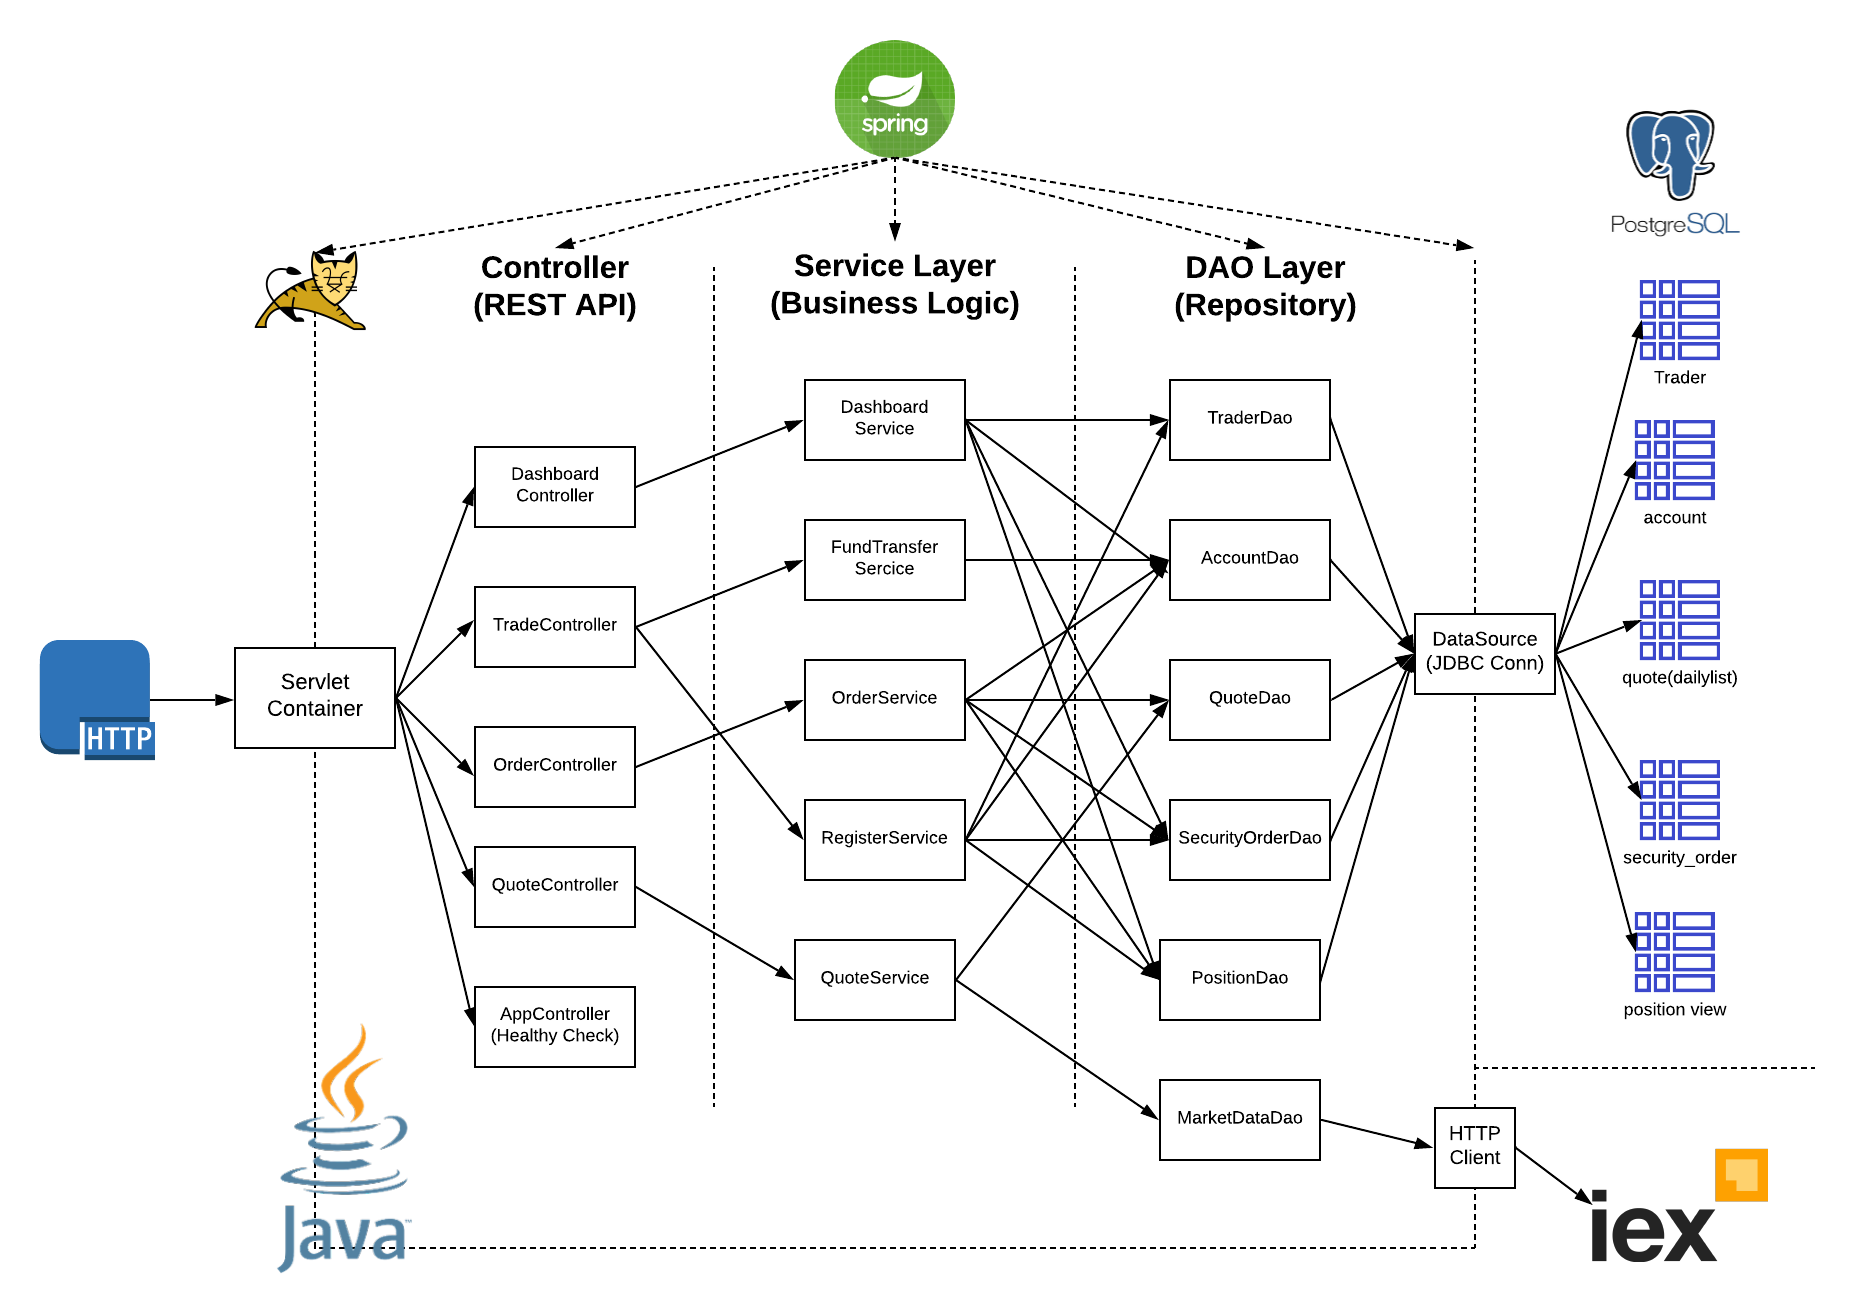 spring
PostgreSQL
Controller
(REST API)
Service Layer
(Business Logic)
DAO Layer
(Repository)
HTTP
Servlet
Container
Dashboard
Controller
TradeController
OrderController
QuoteController
AppController
(Healthy Check)
Dashboard
Service
FundTransfer
Sercice
OrderService
RegisterService
QuoteService
TraderDao
AccountDao
QuoteDao
SecurityOrderDao
PositionDao
MarketDataDao
DataSource
(JDBC Conn)
HTTP
Client
Trader
account
quote(dailylist)
security_order
position view
Java™
iex